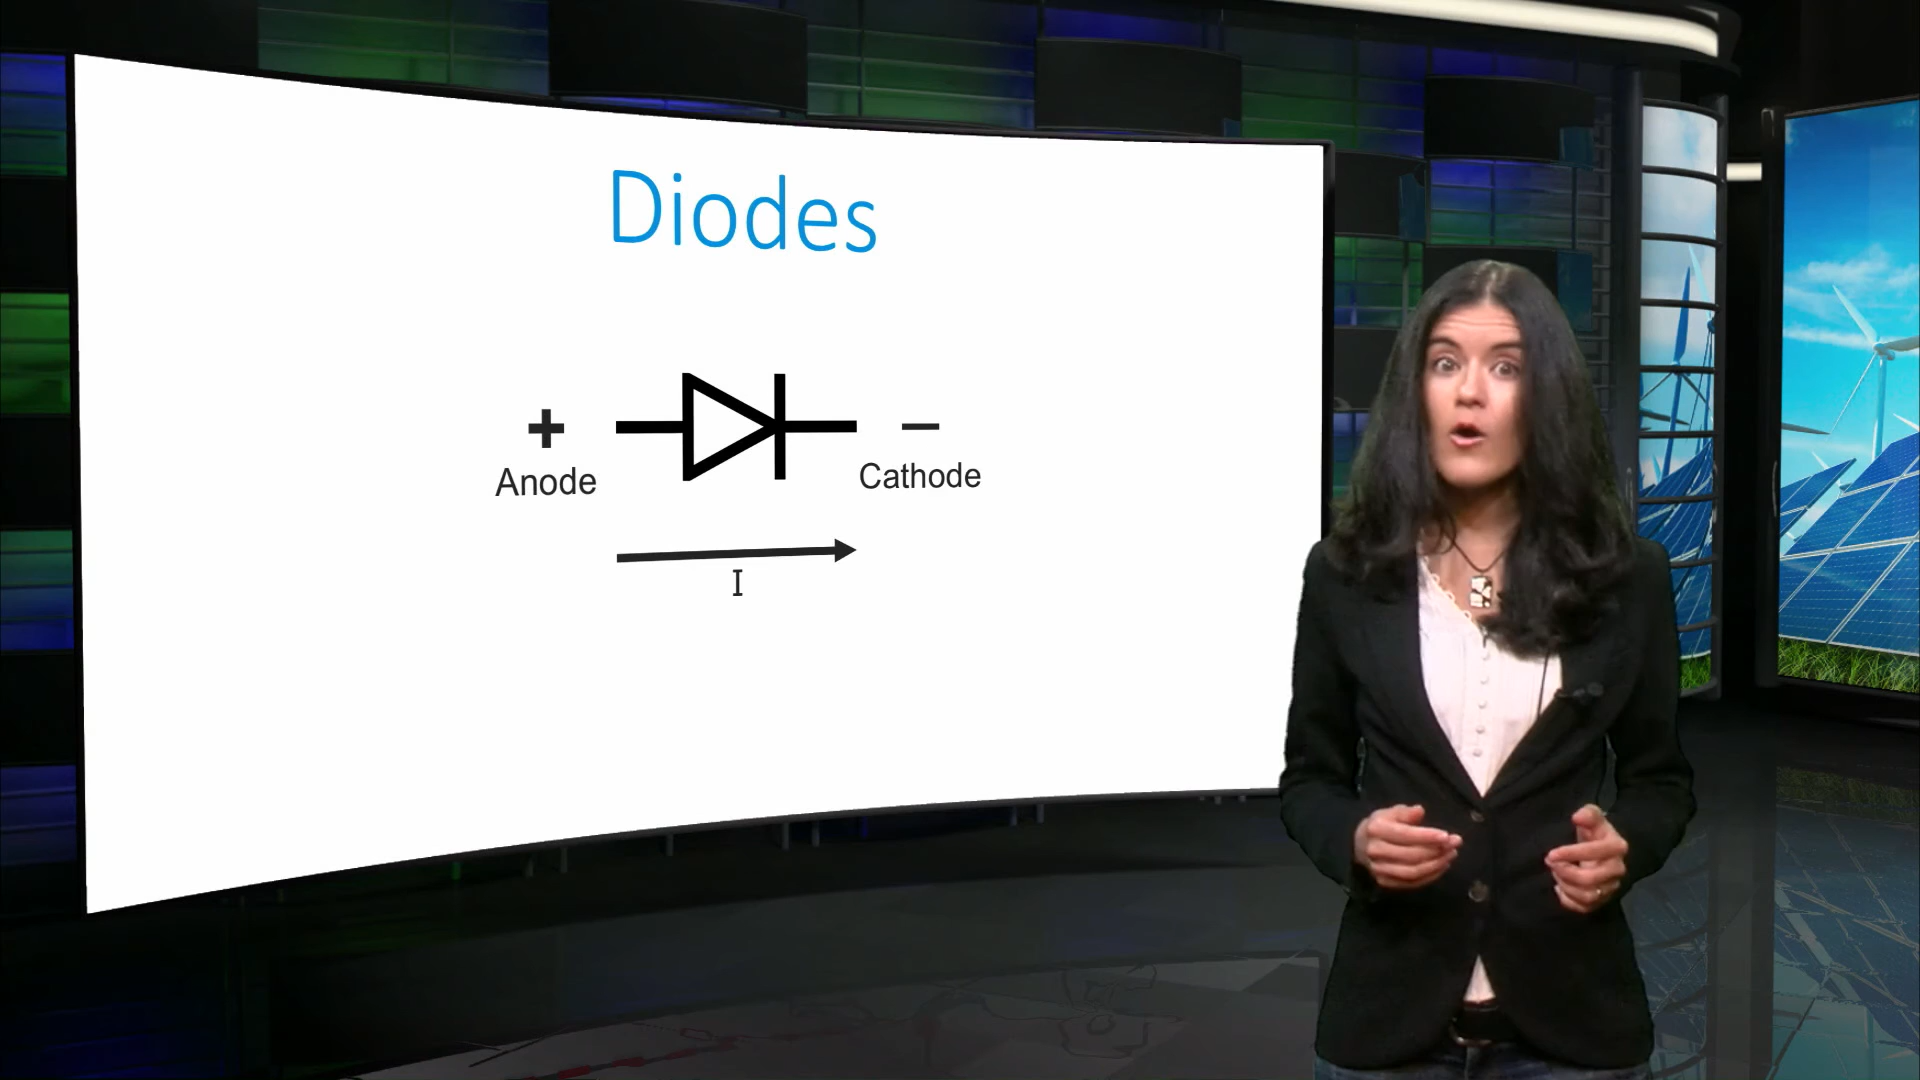 Diodes
+ −
Anode Cathode
I